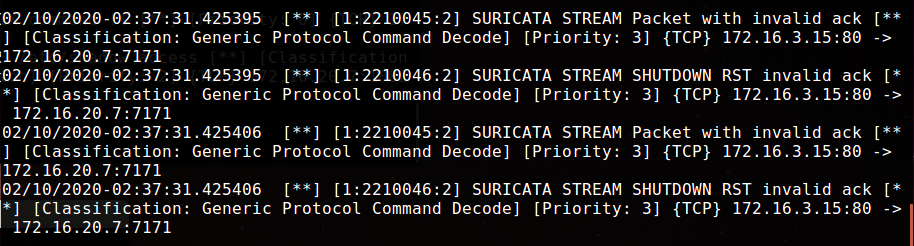 02/10/2020-02:37:31.425395  [**] [1:2210045:2] SURICATA STREAM Packet with invalid ack [**
] [Classification: Generic Protocol Command Decode] [Priority: 3] {TCP} 172.16.3.15:80 ->
172.16.20.7:7171
02/10/2020-02:37:31.425395  [**] [1:2210046:2] SURICATA STREAM SHUTDOWN RST invalid ack [*
*] [Classification: Generic Protocol Command Decode] [Priority: 3] {TCP} 172.16.3.15:80 ->
172.16.20.7:7171
02/10/2020-02:37:31.425406  [**] [1:2210045:2] SURICATA STREAM Packet with invalid ack [**
] [Classification: Generic Protocol Command Decode] [Priority: 3] {TCP} 172.16.3.15:80 ->
172.16.20.7:7171
02/10/2020-02:37:31.425406  [**] [1:2210046:2] SURICATA STREAM SHUTDOWN RST invalid ack [*
*] [Classification: Generic Protocol Command Decode] [Priority: 3] {TCP} 172.16.3.15:80 ->
172.16.20.7:7171